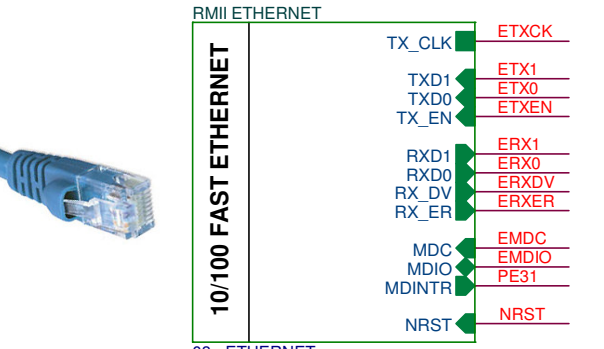 RMII ETHERNET
10/100 FAST ETHERNET
TX_CLK ETXCK
TXD1 ETX1
TXD0 ETX0
TX_EN ETXEN
RXD1 ERX1
RXD0 ERX0
RX_DV ERXDV
RX_ER ERXER
MDC EMDC
MDIO EMDIO
MDINTR PE31
NRST NRST
ETHERNET